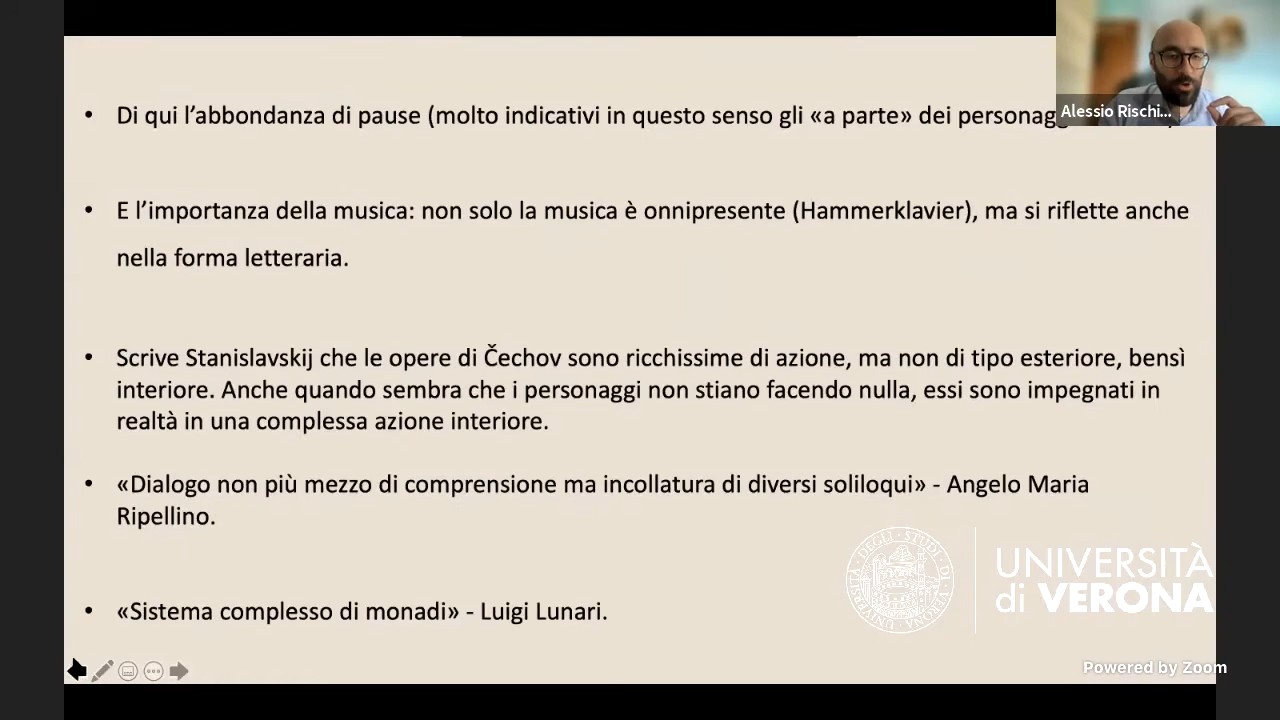 • Di qui l’abbondanza di pause (molto indicativi in questo senso gli «a parte» dei
Alessio Rischi...
• E l’importanza della musica: non solo la musica è onnipresente (Hammerklavier), ma si riflette anche
nella forma letteraria.
• Scrive Stanislavskij che le opere di Čechov sono ricchissime di azione, ma non di tipo esteriore, bensì
interiore. Anche quando sembra che i personaggi non stiano facendo nulla, essi sono impegnati in
realtà in una complessa azione interiore.
• «Dialogo non più mezzo di comprensione ma incollatura di diversi soliloqui» - Angelo Maria
Ripellino.
UNIVERSITÀ
di VERONA
• «Sistema complesso di monadi» - Luigi Lunari.
Powered by Zoom